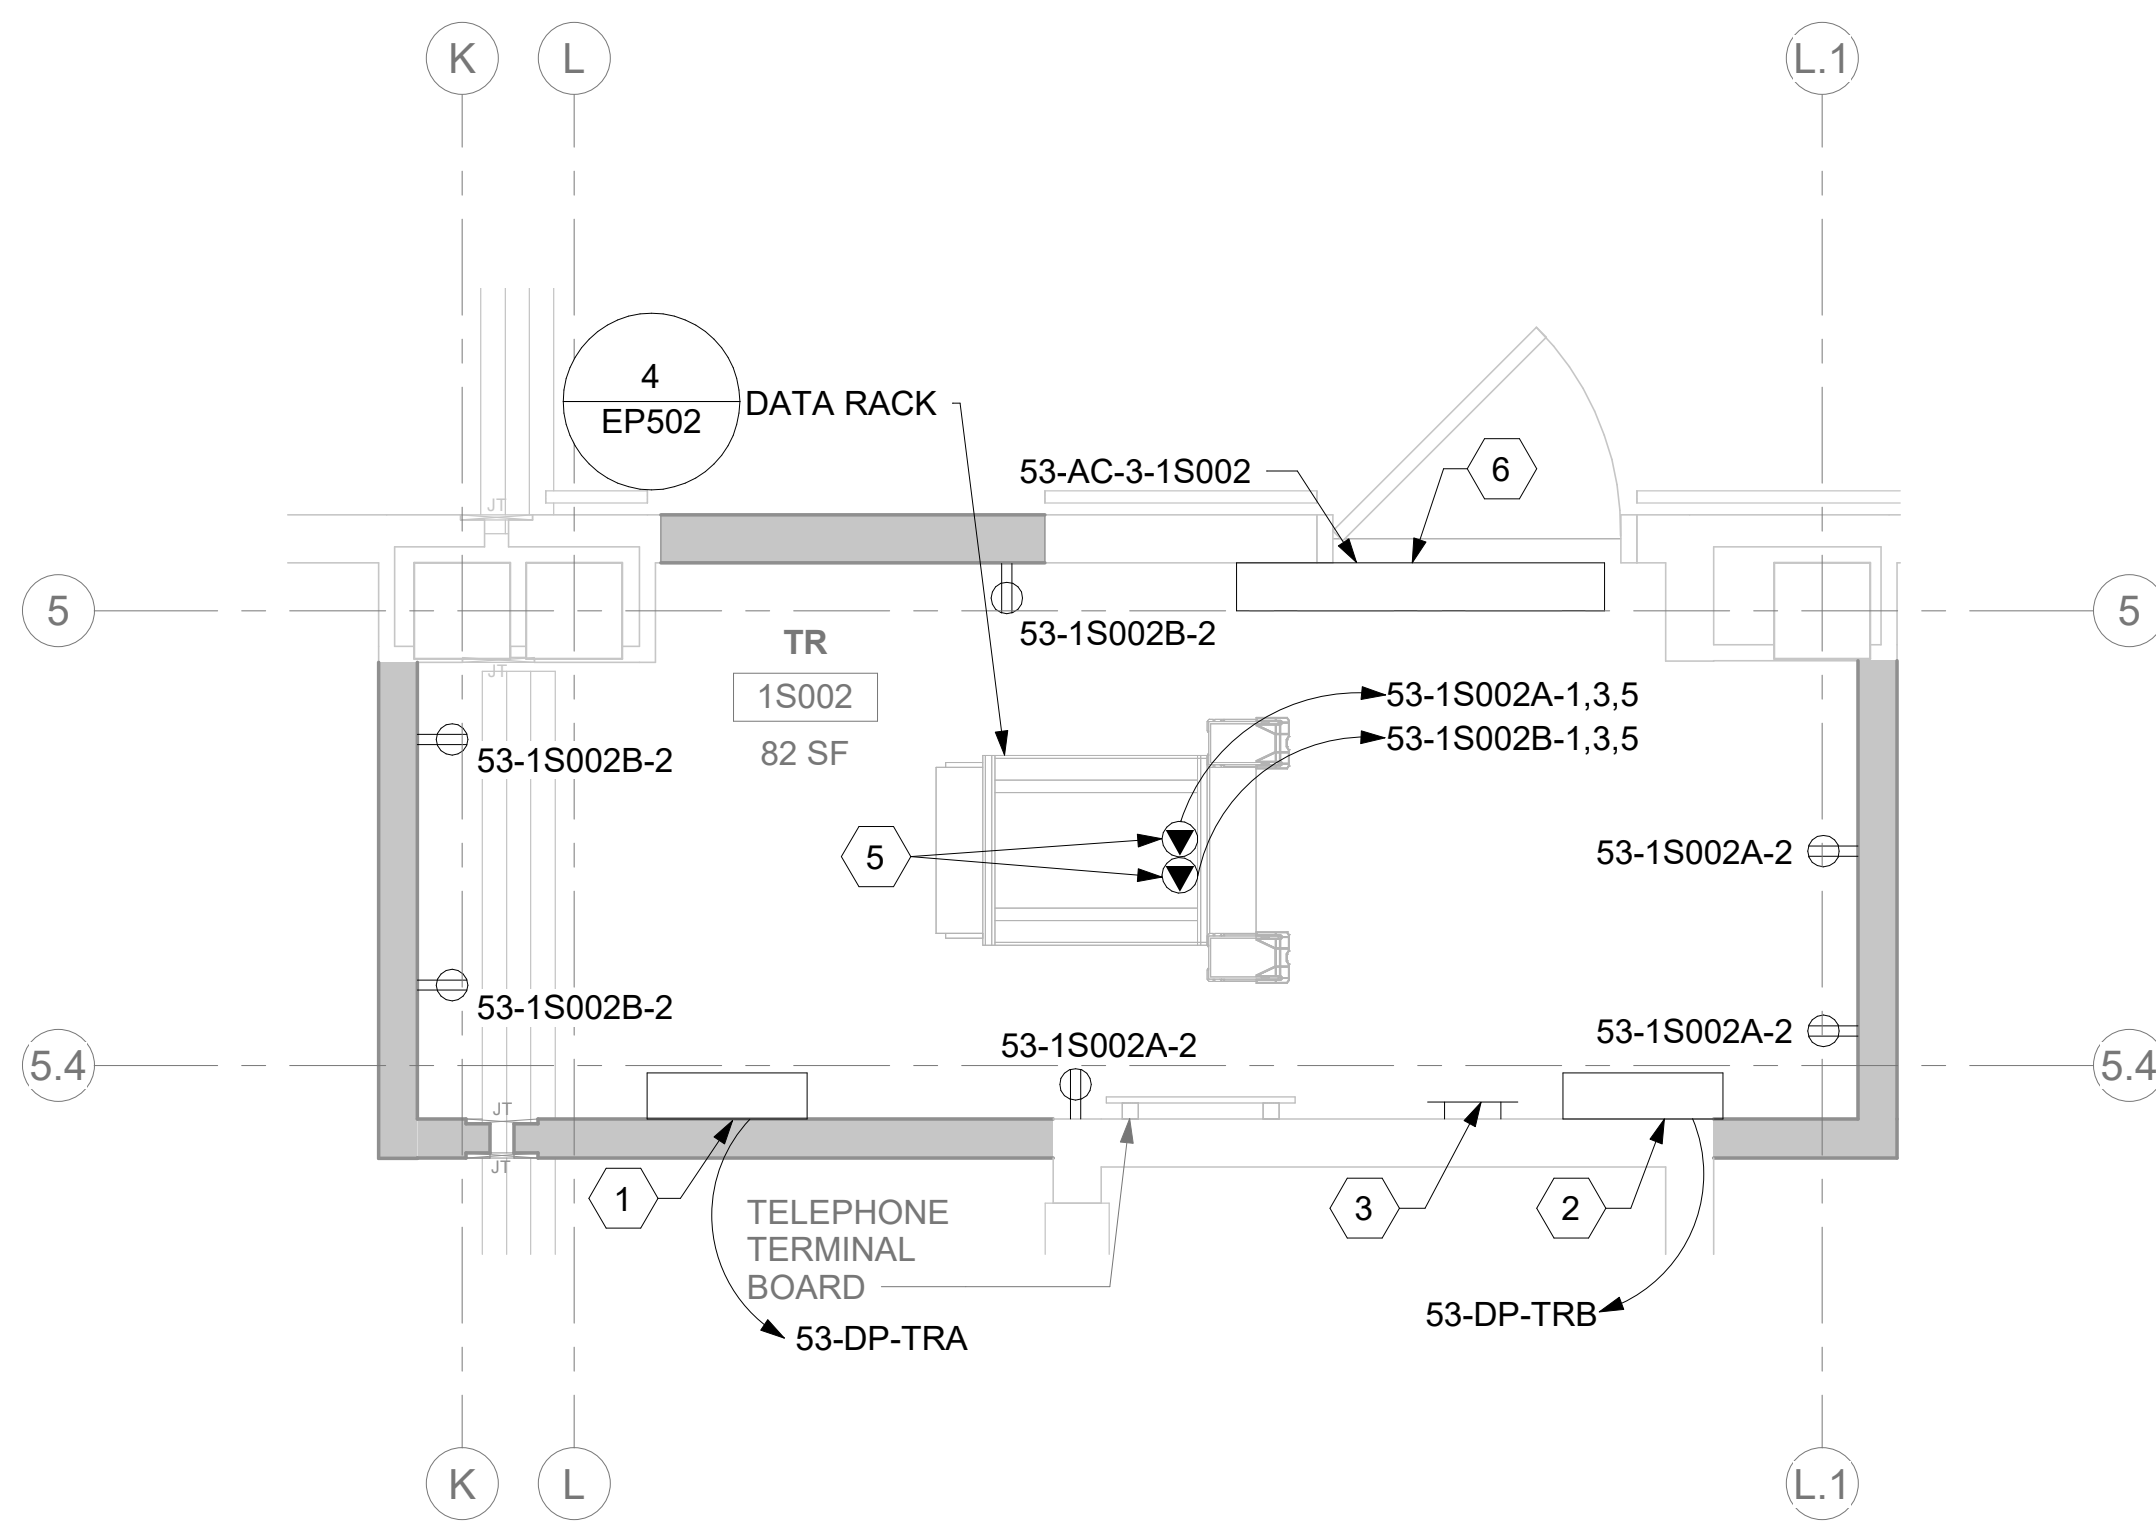 K
L
L.1
4
EP502
DATA RACK
53-AC-3-1S002
6
JT
5
5
53-1S002B-2
TR
1S002
82 SF
JT
53-1S002A-1,3,5
53-1S002B-1,3,5
53-1S002B-2
5
53-1S002A-2
53-1S002B-2
53-1S002A-2
53-1S002A-2
5.4
5.4
JT
JT
1
3
2
TELEPHONE
TERMINAL
BOARD
53-DP-TRB
53-DP-TRA
K
L
L.1